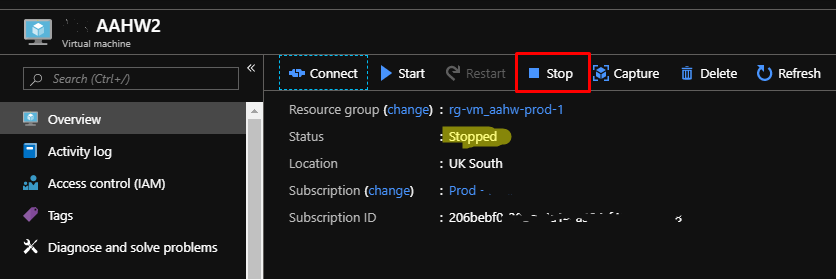 AAHW2
Virtual machine
Search (Ctrl+/)
«
Overview
Activity log
Access control (IAM)
Tags
Diagnose and solve problems
Connect Start Restart Stop Capture Delete Refresh
Resource group (change) : rg-vm_aahw-prod-1
Status : Stopped
Location : UK South
Subscription (change) : Prod -
Subscription ID :